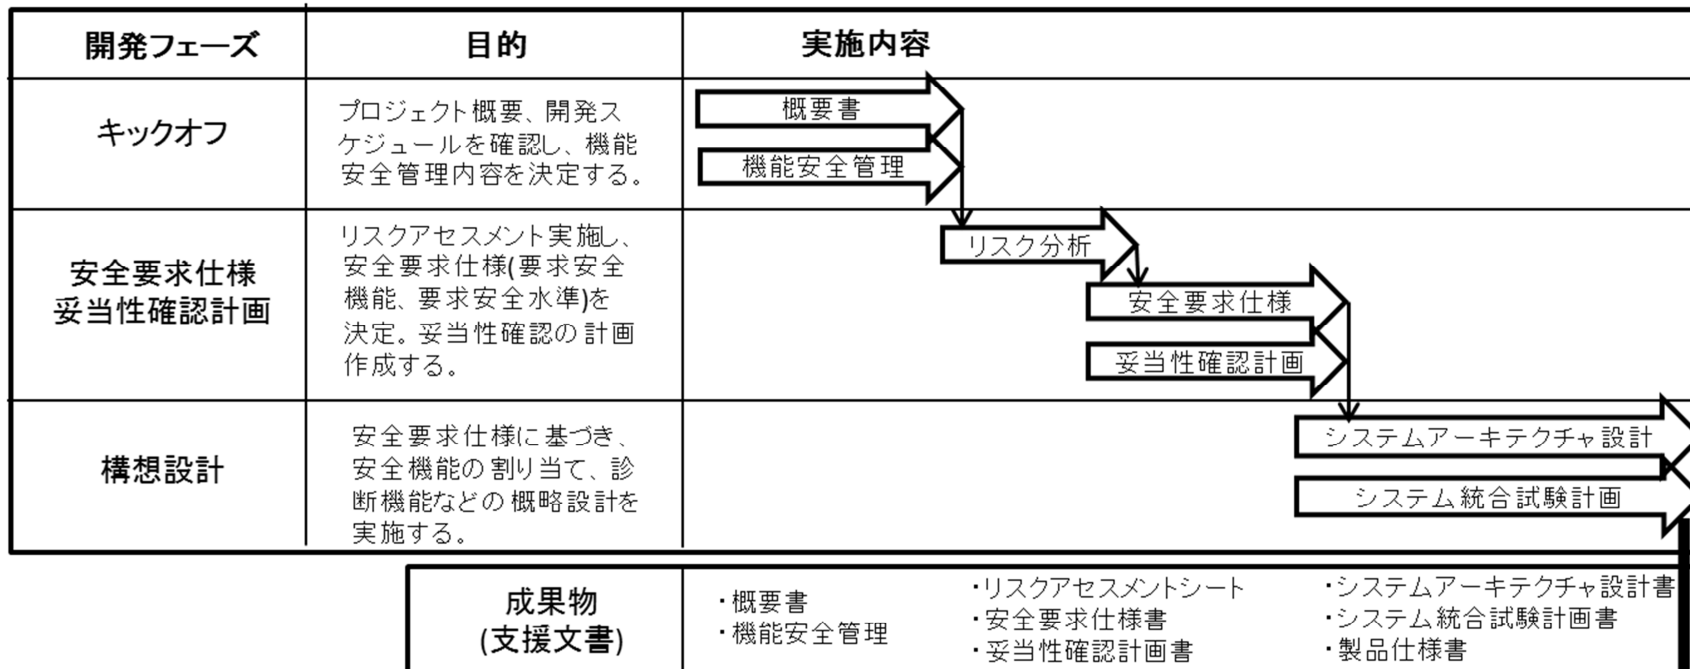 開発フェーズ
目的
実施内容
キックオフ
プロジェクト概要、開発ス
ケジュールを確認し、機能
安全管理内容を決定する。
概要書
機能安全管理
安全要求仕様
妥当性確認計画
リスクアセスメント実施し、
安全要求仕様(要求安全
機能、要求安全水準)を
決定。妥当性確認の計画
作成する。
リスク分析
安全要求仕様
妥当性確認計画
構想設計
安全要求仕様に基づき、
安全機能の割り当て、診
断機能などの概略設計を
実施する。
システムアーキテクチャ設計
システム統合試験計画
成果物
(支援文書)
・概要書
・機能安全管理
・リスクアセスメントシート
・安全要求仕様書
・妥当性確認計画書
・システムアーキテクチャ設計書
・システム統合試験計画書
・製品仕様書